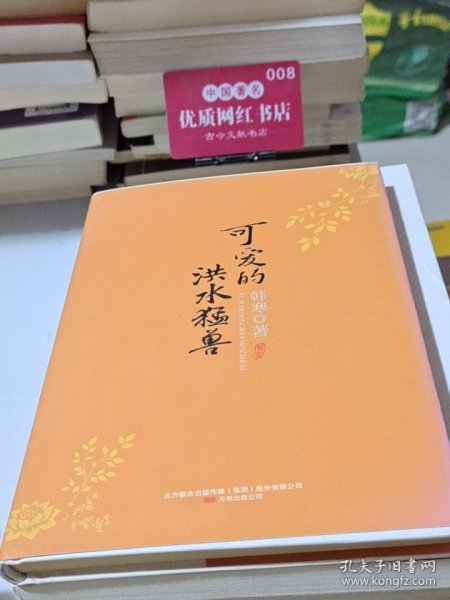 008
中国著名
优质网红书店
古今文献书店
可爱的
洪水猛兽
韩寒◎著
KEAIDE HONGSHUIMENGSHOU
北方联合出版传媒（集团）股份有限公司
万卷出版公司
孔夫子旧书网
www.kongfz.com